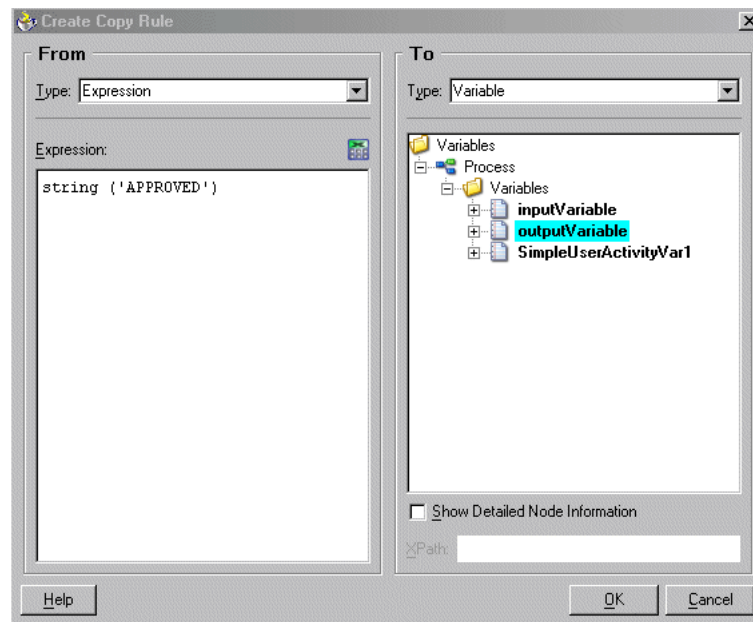 Create Copy Rule
From
Type: Expression
Expression:
string ('APPROVED')
To
Type: Variable
Variables
Process
Variables
inputVariable
outputVariable
SimpleUserActivityVar1
Show Detailed Node Information
XPath:
Help
OK
Cancel